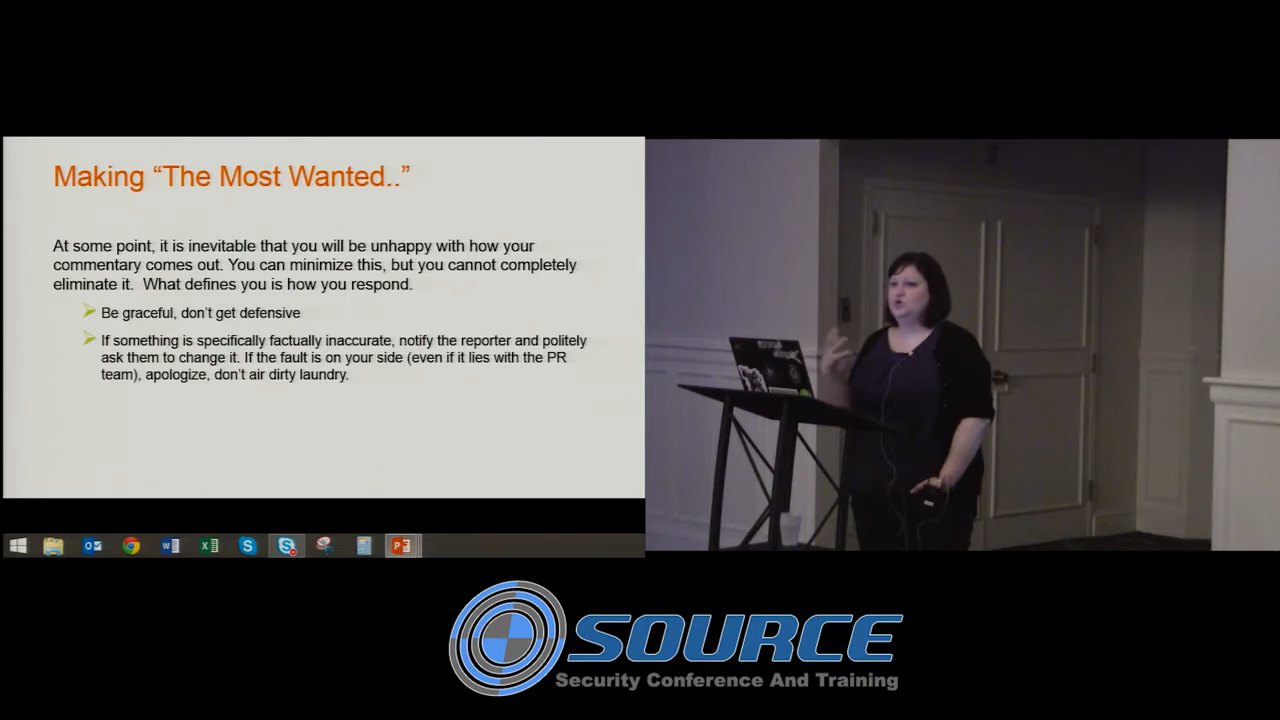 Making “The Most Wanted..”
At some point, it is inevitable that you will be unhappy with how your
commentary comes out. You can minimize this, but you cannot completely
eliminate it.  What defines you is how you respond.
Be graceful, don’t get defensive
If something is specifically factually inaccurate, notify the reporter and politely
ask them to change it. If the fault is on your side (even if it lies with the PR
team), apologize, don’t air dirty laundry.
SOURCE
Security Conference And Training